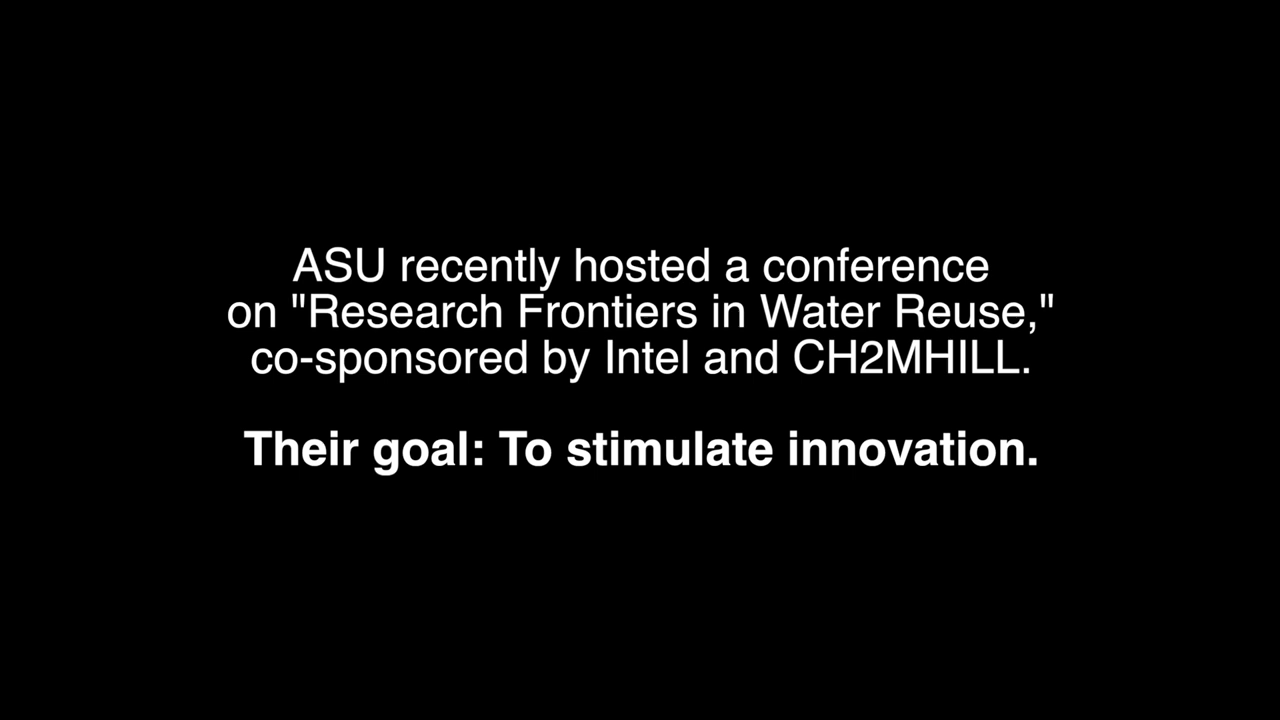 ASU recently hosted a conference
on "Research Frontiers in Water Reuse,"
co-sponsored by Intel and CH2MHILL.
Their goal: To stimulate innovation.